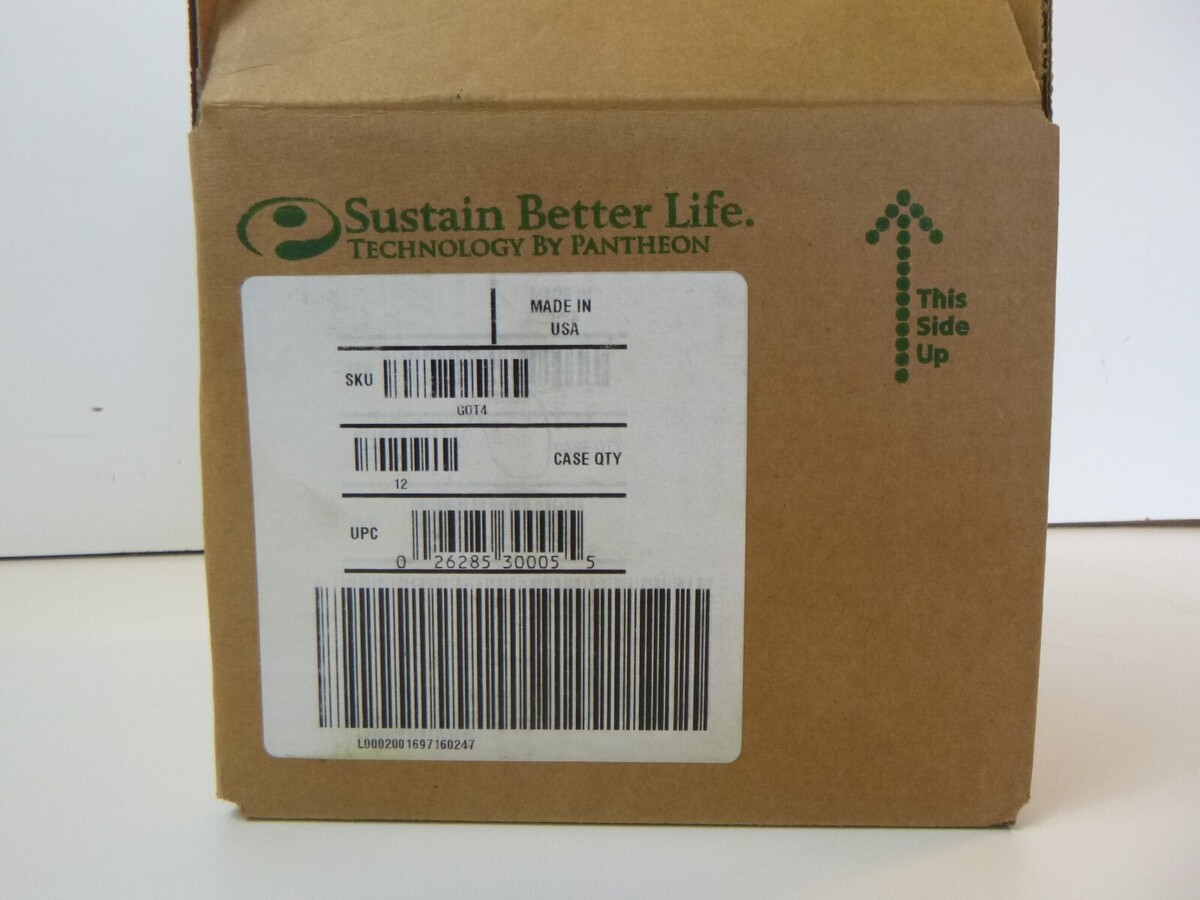 Sustain Better Life.
TECHNOLOGY BY PANTHEON
This
Side
Up
MADE IN
USA
SKU
GOT4
CASE QTY
12
UPC
0 26285 30005 5
L0002001697160247